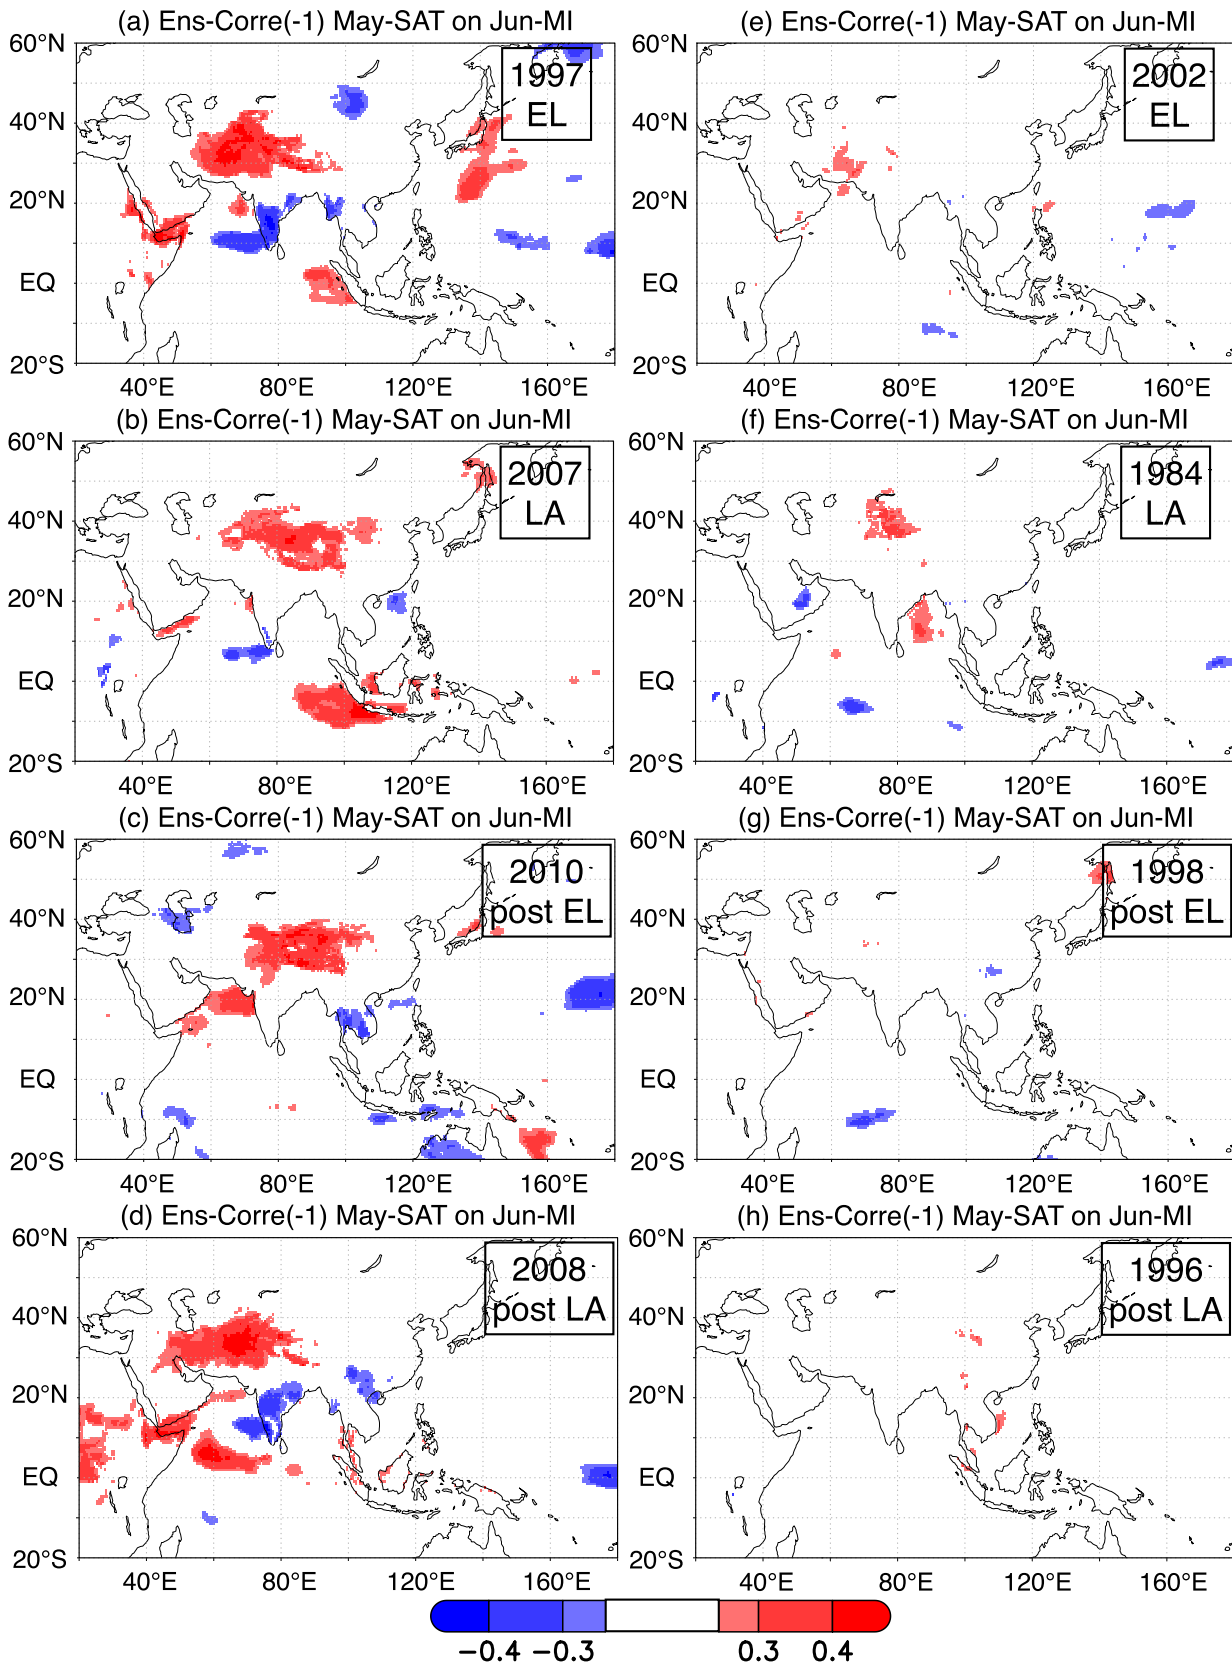 (a) Ens-Corre(-1) May-SAT on Jun-MI
60°N
40°N
20°N
EQ
20°S
40°E
80°E
120°E
160°E
1997
EL
(e) Ens-Corre(-1) May-SAT on Jun-MI
60°N
40°N
20°N
EQ
20°S
40°E
80°E
120°E
160°E
2002
EL
(b) Ens-Corre(-1) May-SAT on Jun-MI
60°N
40°N
20°N
EQ
20°S
40°E
80°E
120°E
160°E
2007
LA
(f) Ens-Corre(-1) May-SAT on Jun-MI
60°N
40°N
20°N
EQ
20°S
40°E
80°E
120°E
160°E
1984
LA
(c) Ens-Corre(-1) May-SAT on Jun-MI
60°N
40°N
20°N
EQ
20°S
40°E
80°E
120°E
160°E
2010
post EL
(g) Ens-Corre(-1) May-SAT on Jun-MI
60°N
40°N
20°N
EQ
20°S
40°E
80°E
120°E
160°E
1998
post EL
(d) Ens-Corre(-1) May-SAT on Jun-MI
60°N
40°N
20°N
EQ
20°S
40°E
80°E
120°E
160°E
2008
post LA
(h) Ens-Corre(-1) May-SAT on Jun-MI
60°N
40°N
20°N
EQ
20°S
40°E
80°E
120°E
160°E
1996
post LA
−0.4 −0.3 0.3 0.4